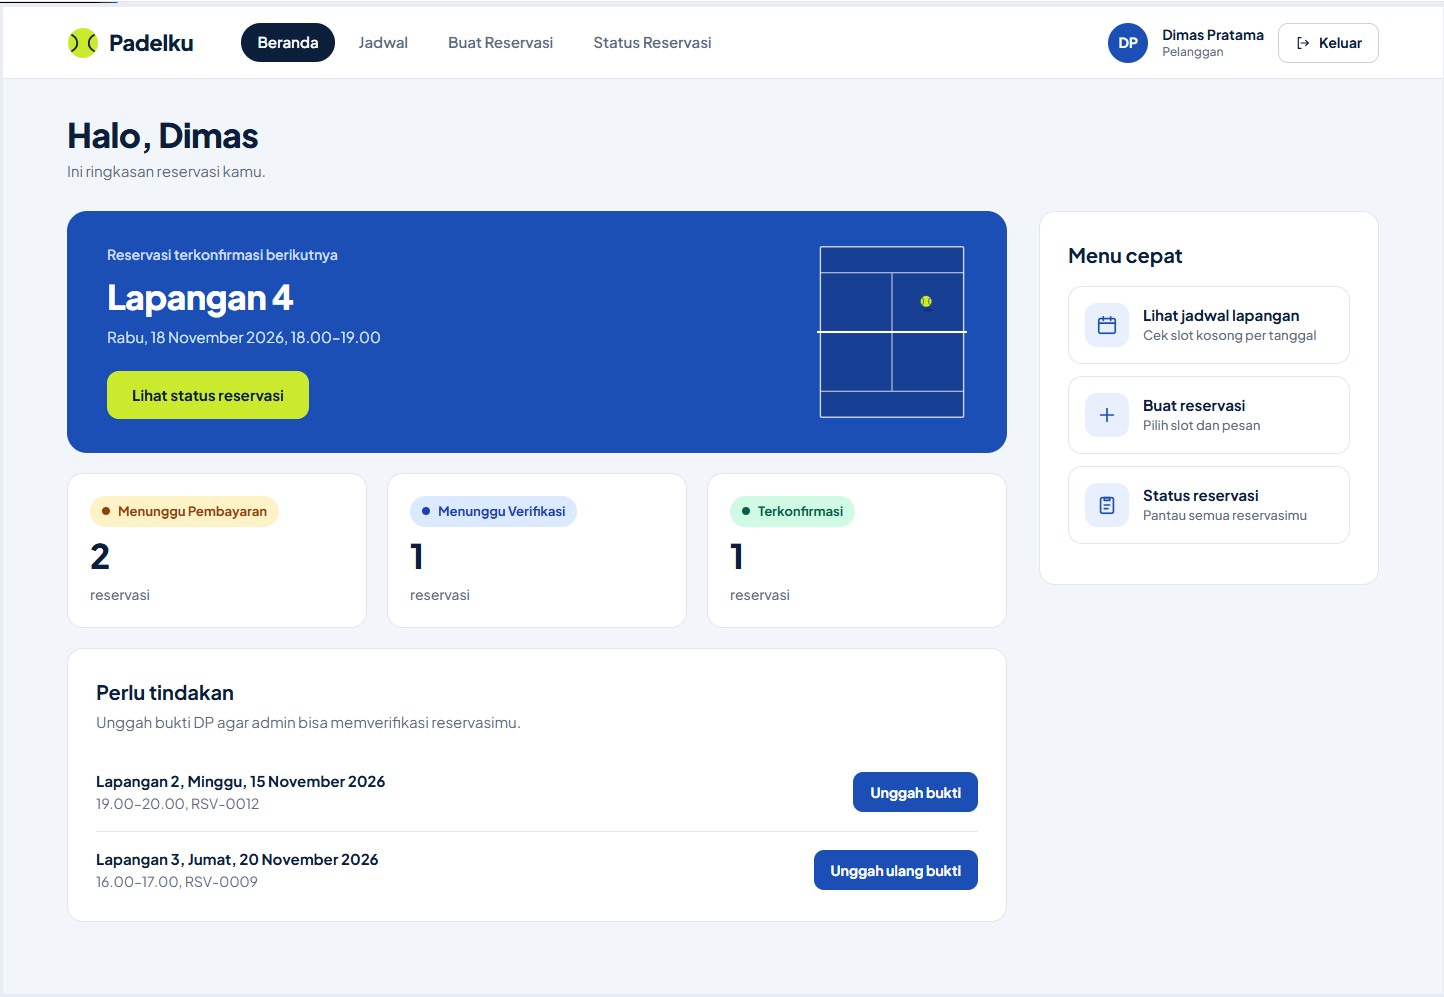 Padelku
Beranda
Jadwal
Buat Reservasi
Status Reservasi
DP
Dimas Pratama
Pelanggan
Keluar
Halo, Dimas
Ini ringkasan reservasi kamu.
Reservasi terkonfirmasi berikutnya
Lapangan 4
Rabu, 18 November 2026, 18.00–19.00
Lihat status reservasi
Menu cepat
Lihat jadwal lapangan
Cek slot kosong per tanggal
Buat reservasi
Pilih slot dan pesan
Status reservasi
Pantau semua reservasimu
Menunggu Pembayaran
2
reservasi
Menunggu Verifikasi
1
reservasi
Terkonfirmasi
1
reservasi
Perlu tindakan
Unggah bukti DP agar admin bisa memverifikasi reservasimu.
Lapangan 2, Minggu, 15 November 2026
19.00–20.00, RSV-0012
Unggah bukti
Lapangan 3, Jumat, 20 November 2026
16.00–17.00, RSV-0009
Unggah ulang bukti